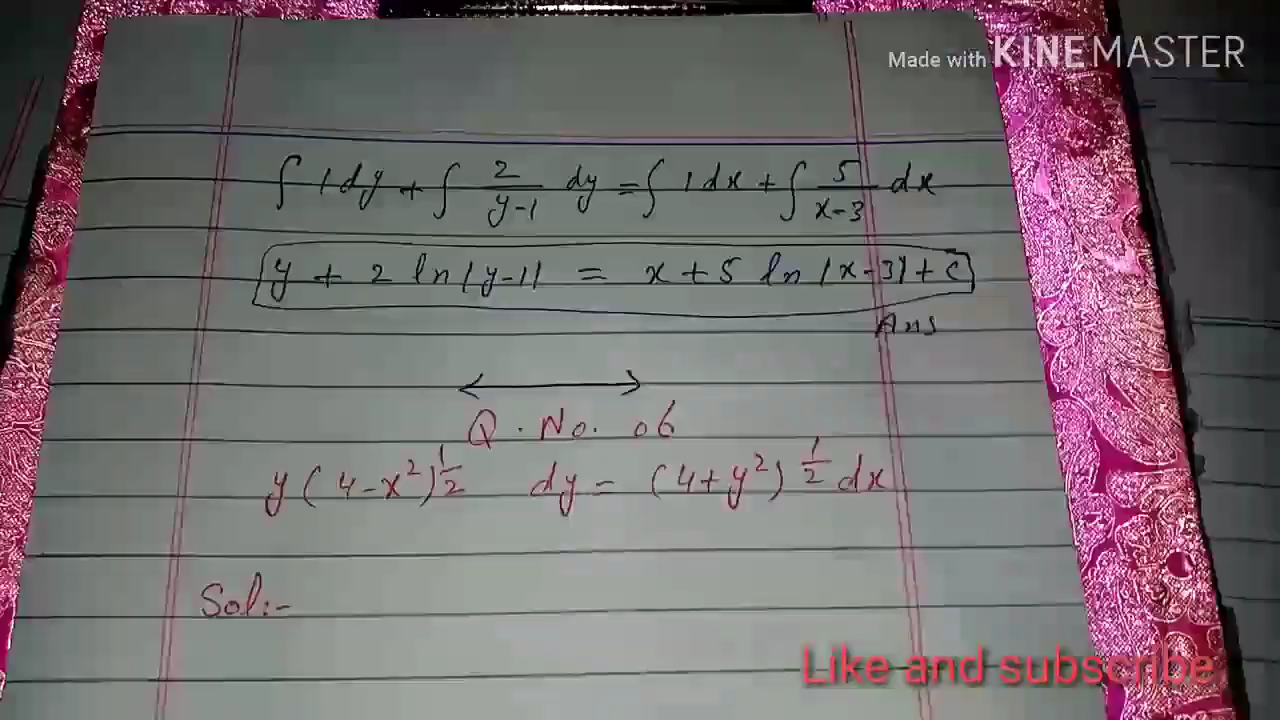 Made with KINEMASTER
∫ 1dy + ∫ 2/(y-1) dy = ∫ 1dx + ∫ 5/(x-3) dx
y + 2 ln|y-1| = x + 5 ln|x-3| + c
Ans
Q. No. 06
y(4-x²)^½ dy = (4+y²)^½ dx
Sol:-
Like and subscribe